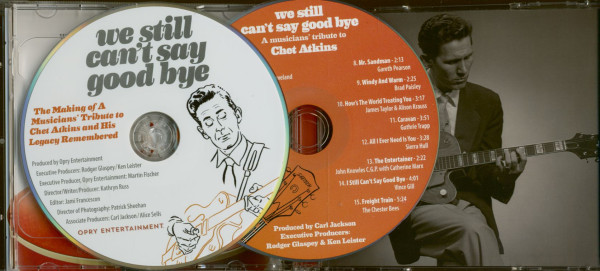 we still
can't say
good bye
The Making of A
Musicians' Tribute to
Chet Atkins and His
Legacy Remembered
Produced by Opry Entertainment
Executive Producers: Rodger Glaspey / Ken Leister
Executive Producer, Opry Entertainment: Martin Fischer
Director/Writer/Producer: Kathryn Russ
Editor: Jami Francesson
Director of Photography: Patrick Sheehan
Associate Producers: Carl Jackson / Alice Sells
OPRY ENTERTAINMENT
we still
can't say good bye
A musicians' tribute to
Chet Atkins
8. Mr. Sandman - 2:13
Gareth Pearson
9. Windy And Warm - 2:25
Brad Paisley
10. How's The World Treating You - 3:17
James Taylor & Alison Krauss
11. Caravan - 3:51
Guthrie Trapp
12. All I Ever Need Is You - 3:28
Sierra Hull
13. The Entertainer - 2:22
John Knowles C.G.P. with Catherine Marx
14. I Still Can't Say Good Bye - 4:01
Vince Gill
15. Freight Train - 5:24
The Chester Bees
Produced by Carl Jackson
Executive Producers:
Rodger Glaspey & Ken Leister